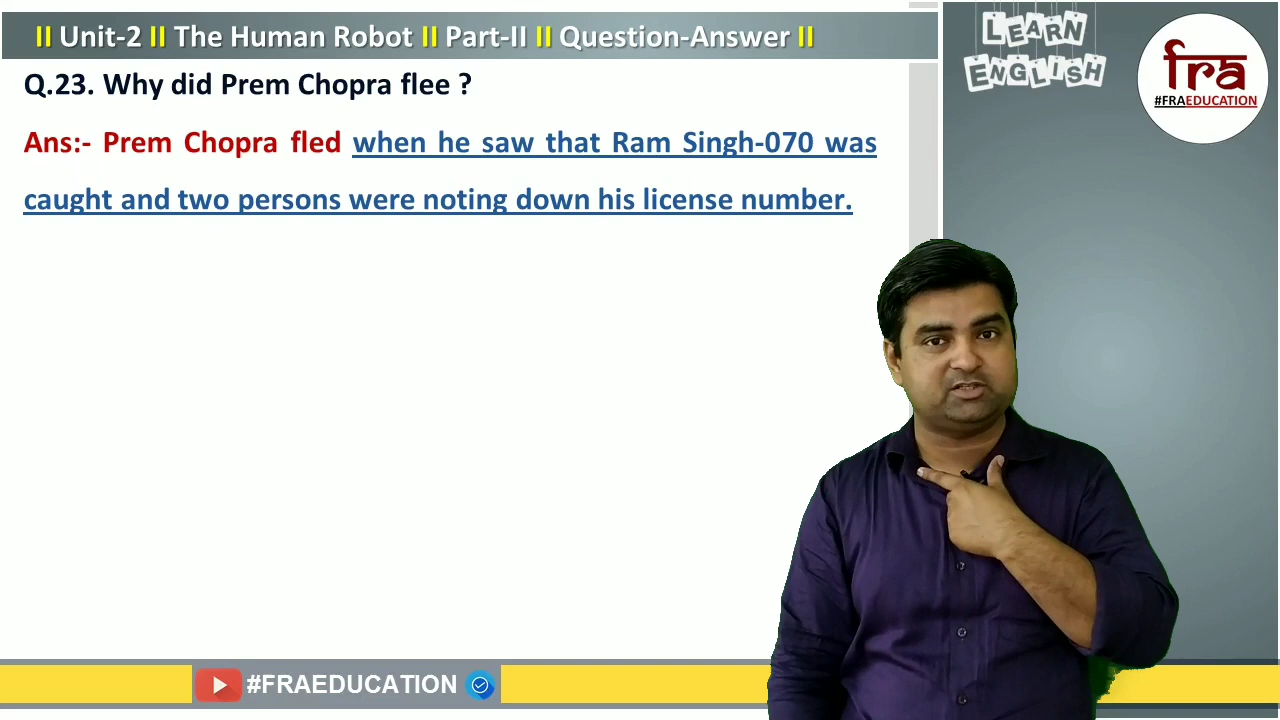 II Unit-2 II The Human Robot II Part-II II Question-Answer II
LEARN
ENGLISH
fra
#FRAEDUCATION
Q.23. Why did Prem Chopra flee ?
Ans:- Prem Chopra fled when he saw that Ram Singh-070 was
caught and two persons were noting down his license number.
#FRAEDUCATION